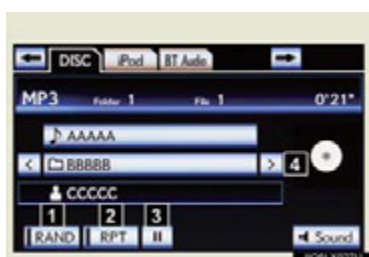 DISC iPod BT Audio
MP3 Folder 1 File 1 0'21"
AAAAA
< BBBBB > 4
CCCCC
1 2 3
RAND RPT II Sound